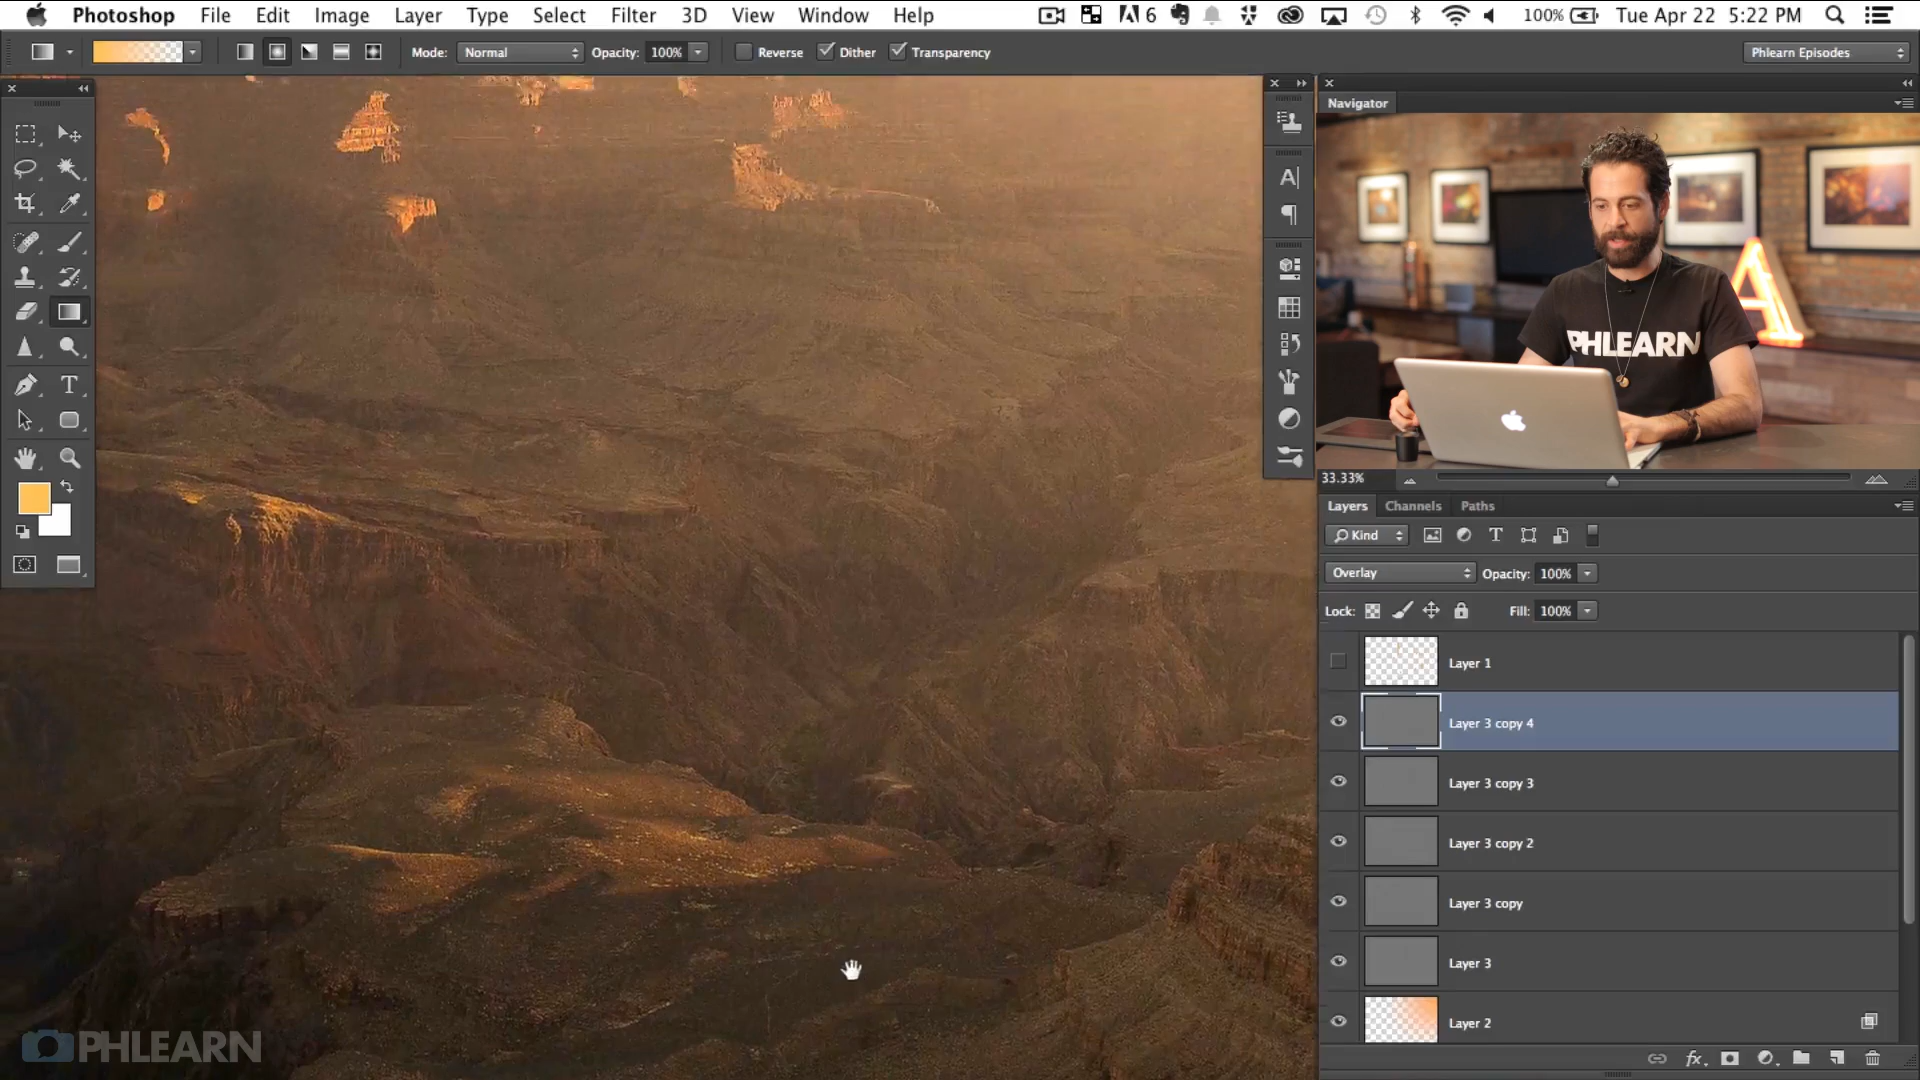 Photoshop File Edit Image Layer Type Select Filter 3D View Window Help 6 100% Tue Apr 22 5:22 PM
Mode: Normal Opacity: 100% Reverse Dither Transparency Phlearn Episodes
Navigator
A
PHLEARN
33.33%
Layers Channels Paths
Kind
Overlay Opacity: 100%
Lock: Fill: 100%
Layer 1
Layer 3 copy 4
Layer 3 copy 3
Layer 3 copy 2
Layer 3 copy
Layer 3
Layer 2
PHLEARN